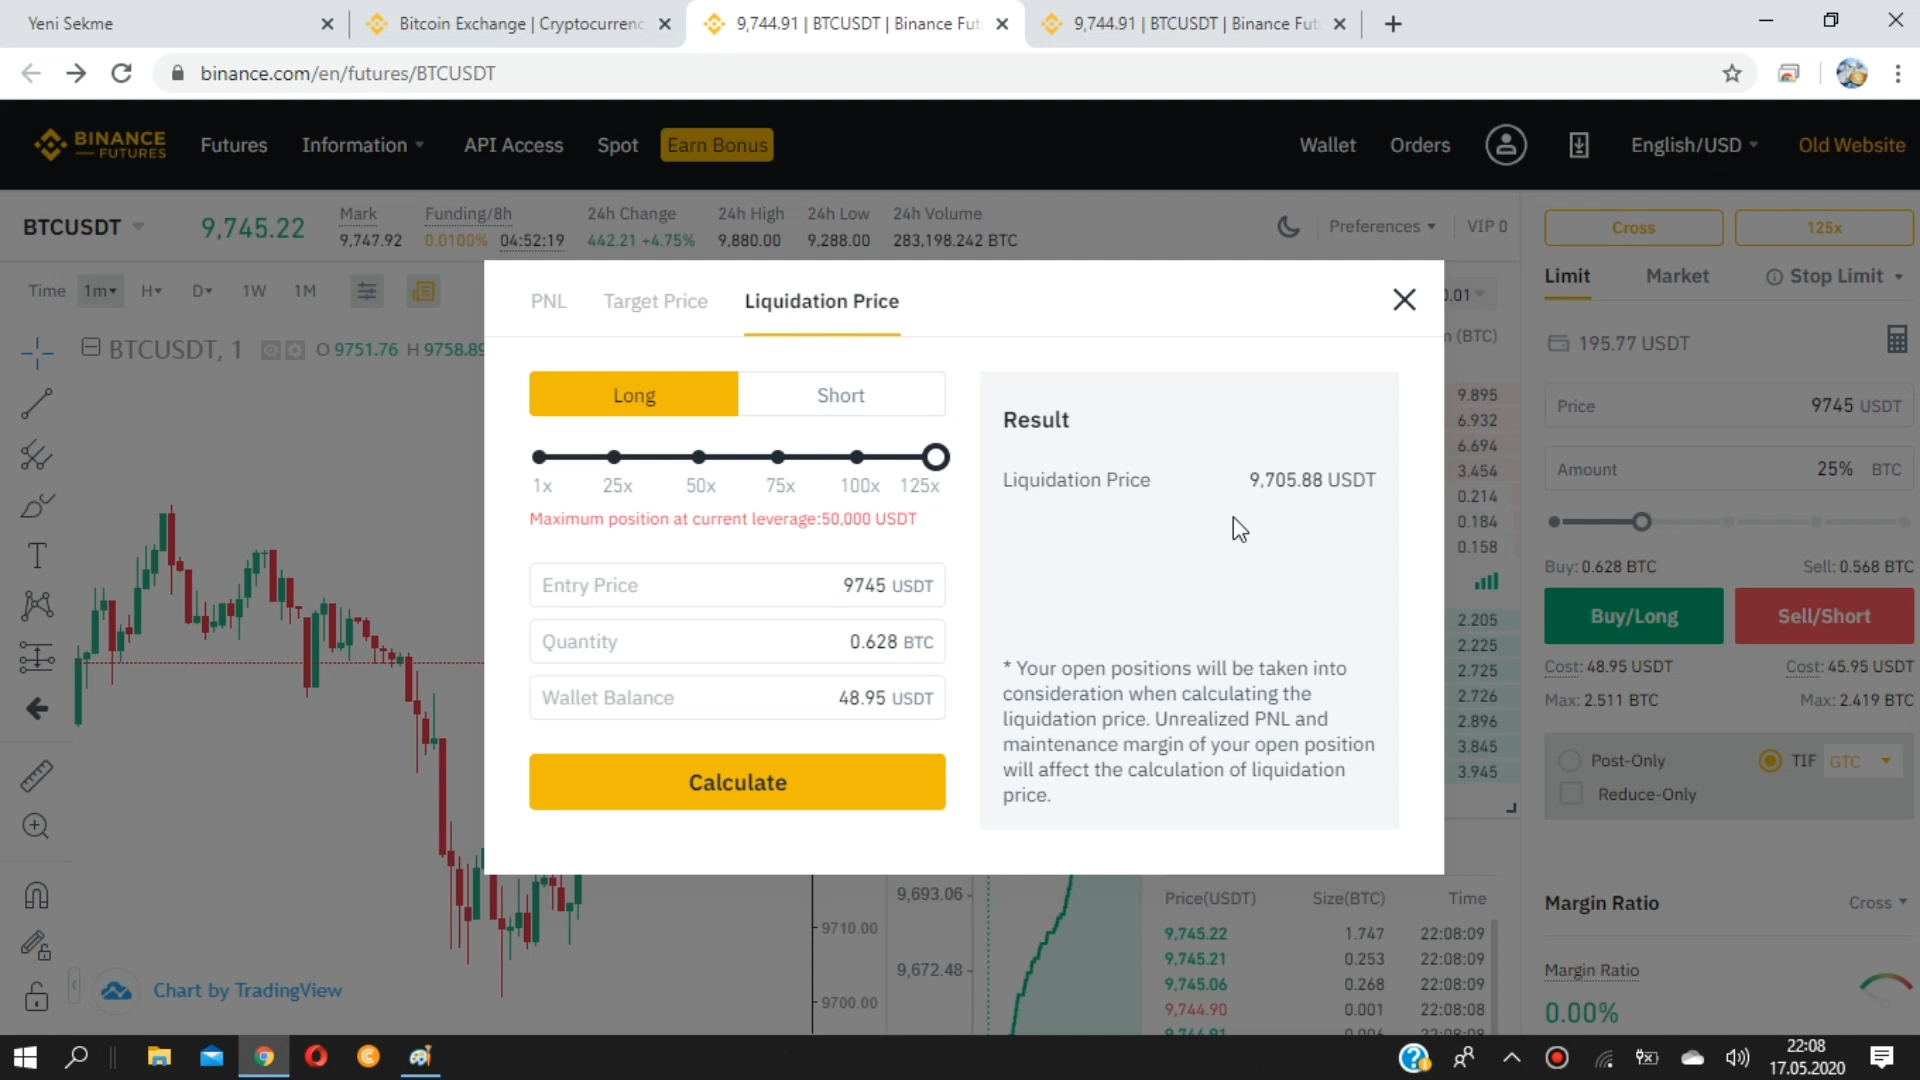 Yeni Sekme
Bitcoin Exchange | Cryptocurrenc
9,744.91 | BTCUSDT | Binance Fut
9,744.91 | BTCUSDT | Binance Fut
binance.com/en/futures/BTCUSDT
BINANCE
FUTURES
Futures
Information
API Access
Spot
Earn Bonus
Wallet
Orders
English/USD
Old Website
BTCUSDT
9,745.22
Mark
9,747.92
Funding/8h
0.0100% 04:52:19
24h Change
442.21 +4.75%
24h High
9,880.00
24h Low
9,288.00
24h Volume
283,198.242 BTC
Preferences
VIP 0
Cross
125x
Time
1m
H
D
1W
1M
BTCUSDT, 1
O 9751.76 H 9758.89
PNL
Target Price
Liquidation Price
Long
Short
1x
25x
50x
75x
100x
125x
Maximum position at current leverage:50,000 USDT
Entry Price 9745 USDT
Quantity 0.628 BTC
Wallet Balance 48.95 USDT
Calculate
Result
Liquidation Price 9,705.88 USDT
* Your open positions will be taken into
consideration when calculating the
liquidation price. Unrealized PNL and
maintenance margin of your open position
will affect the calculation of liquidation
price.
(BTC)
9.895
6.932
6.694
3.454
0.214
0.184
0.158
2.205
2.225
2.725
2.726
2.896
3.845
3.945
Limit
Market
Stop Limit
195.77 USDT
Price 9745 USDT
Amount 25% BTC
Buy: 0.628 BTC
Sell: 0.568 BTC
Buy/Long
Sell/Short
Cost: 48.95 USDT
Cost: 45.95 USDT
Max: 2.511 BTC
Max: 2.419 BTC
Post-Only
TIF GTC
Reduce-Only
Margin Ratio
Cross
Margin Ratio
0.00%
Chart by TradingView
9710.00
9700.00
9,693.06
9,672.48
Price(USDT) Size(BTC) Time
9,745.22 1.747 22:08:09
9,745.21 0.253 22:08:09
9,745.06 0.268 22:08:09
9,744.90 0.001 22:08:08
22:08
17.05.2020